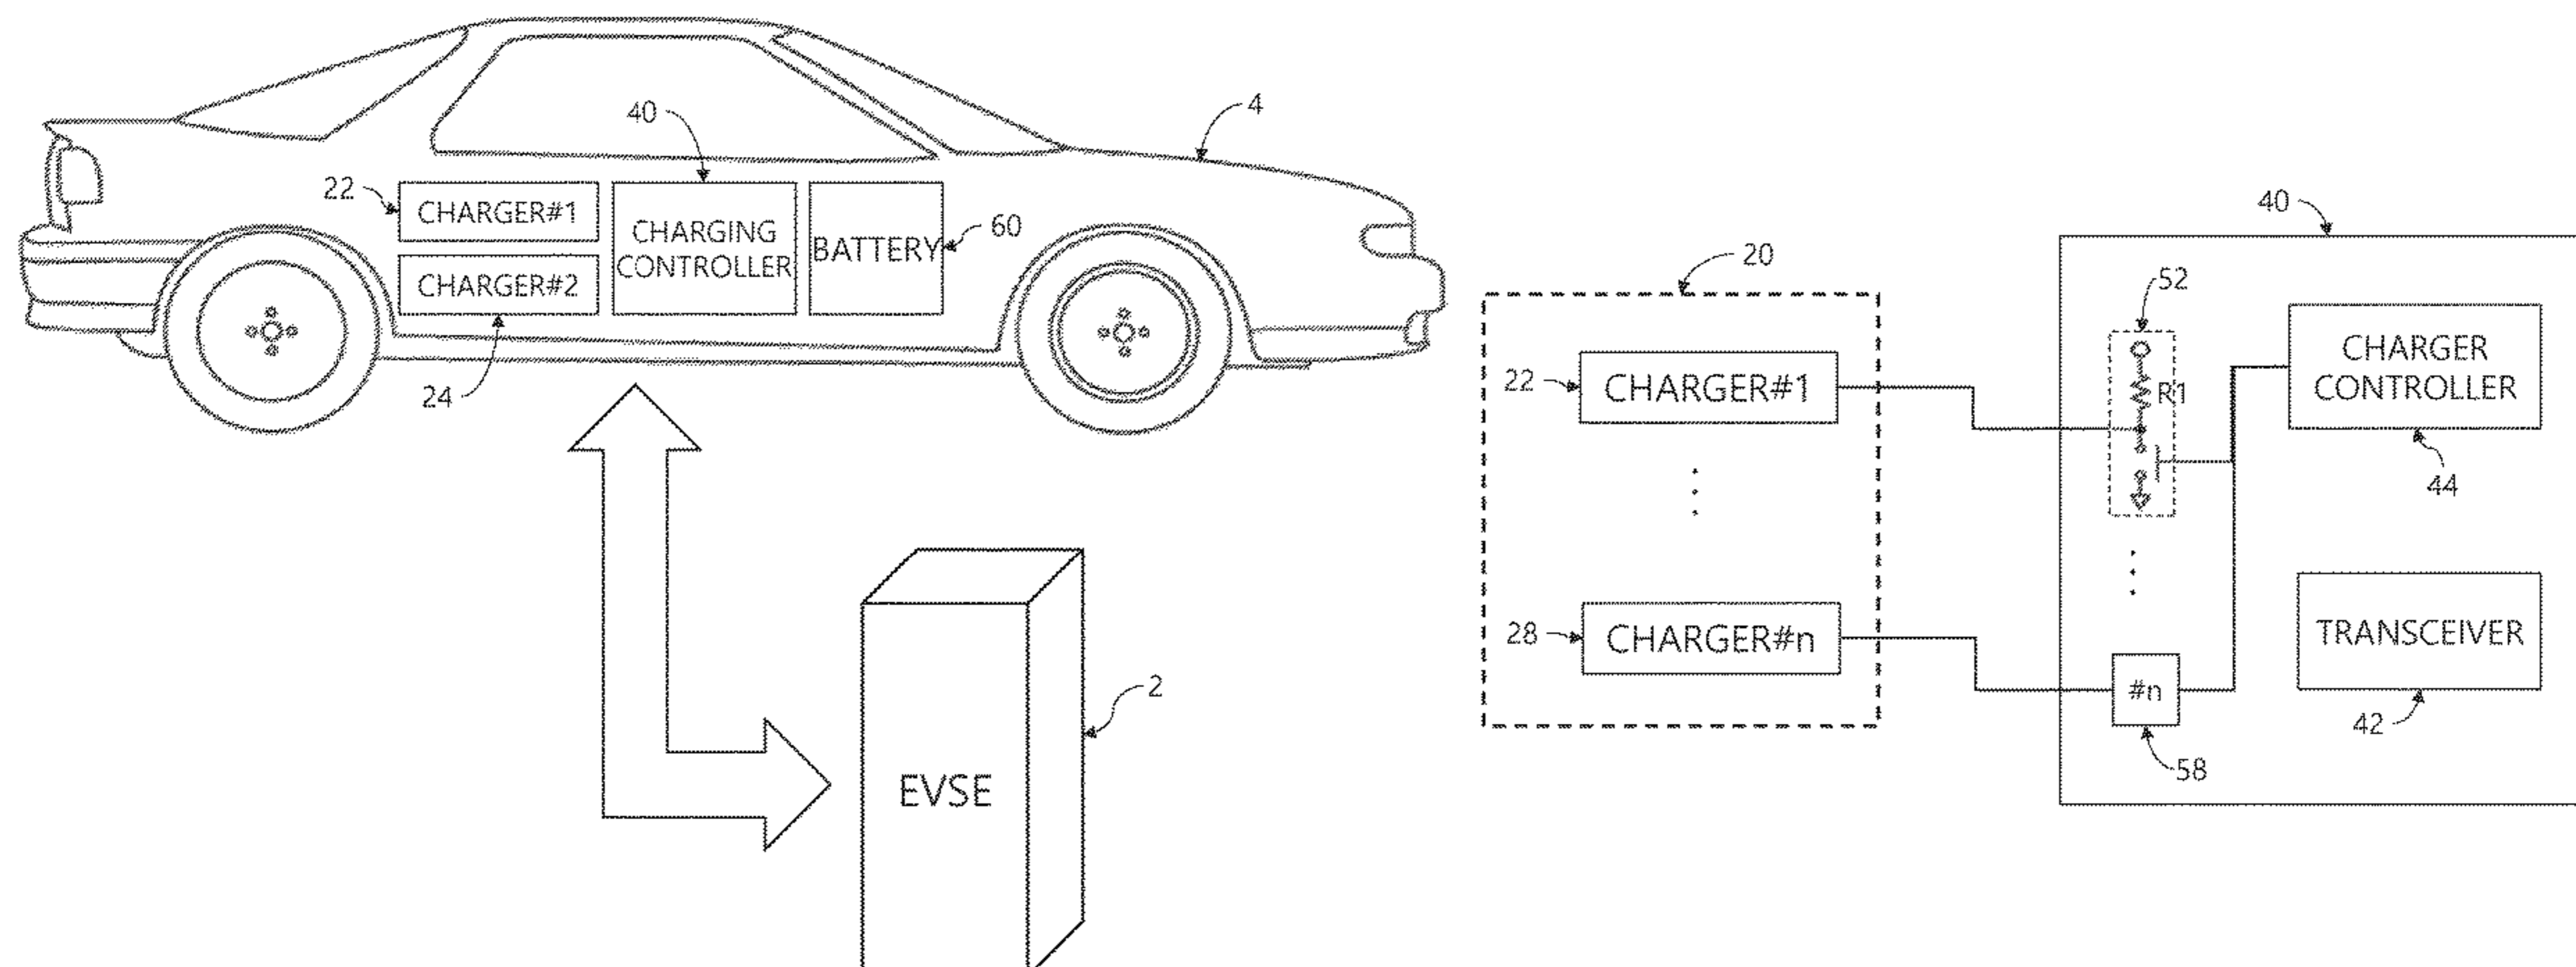 40
4
22
CHARGER#1
CHARGING
CONTROLLER
BATTERY
60
CHARGER#2
24
2
EVSE
20
22
CHARGER#1
28
CHARGER#n
40
52
R1
CHARGER
CONTROLLER
44
TRANSCEIVER
42
#n
58